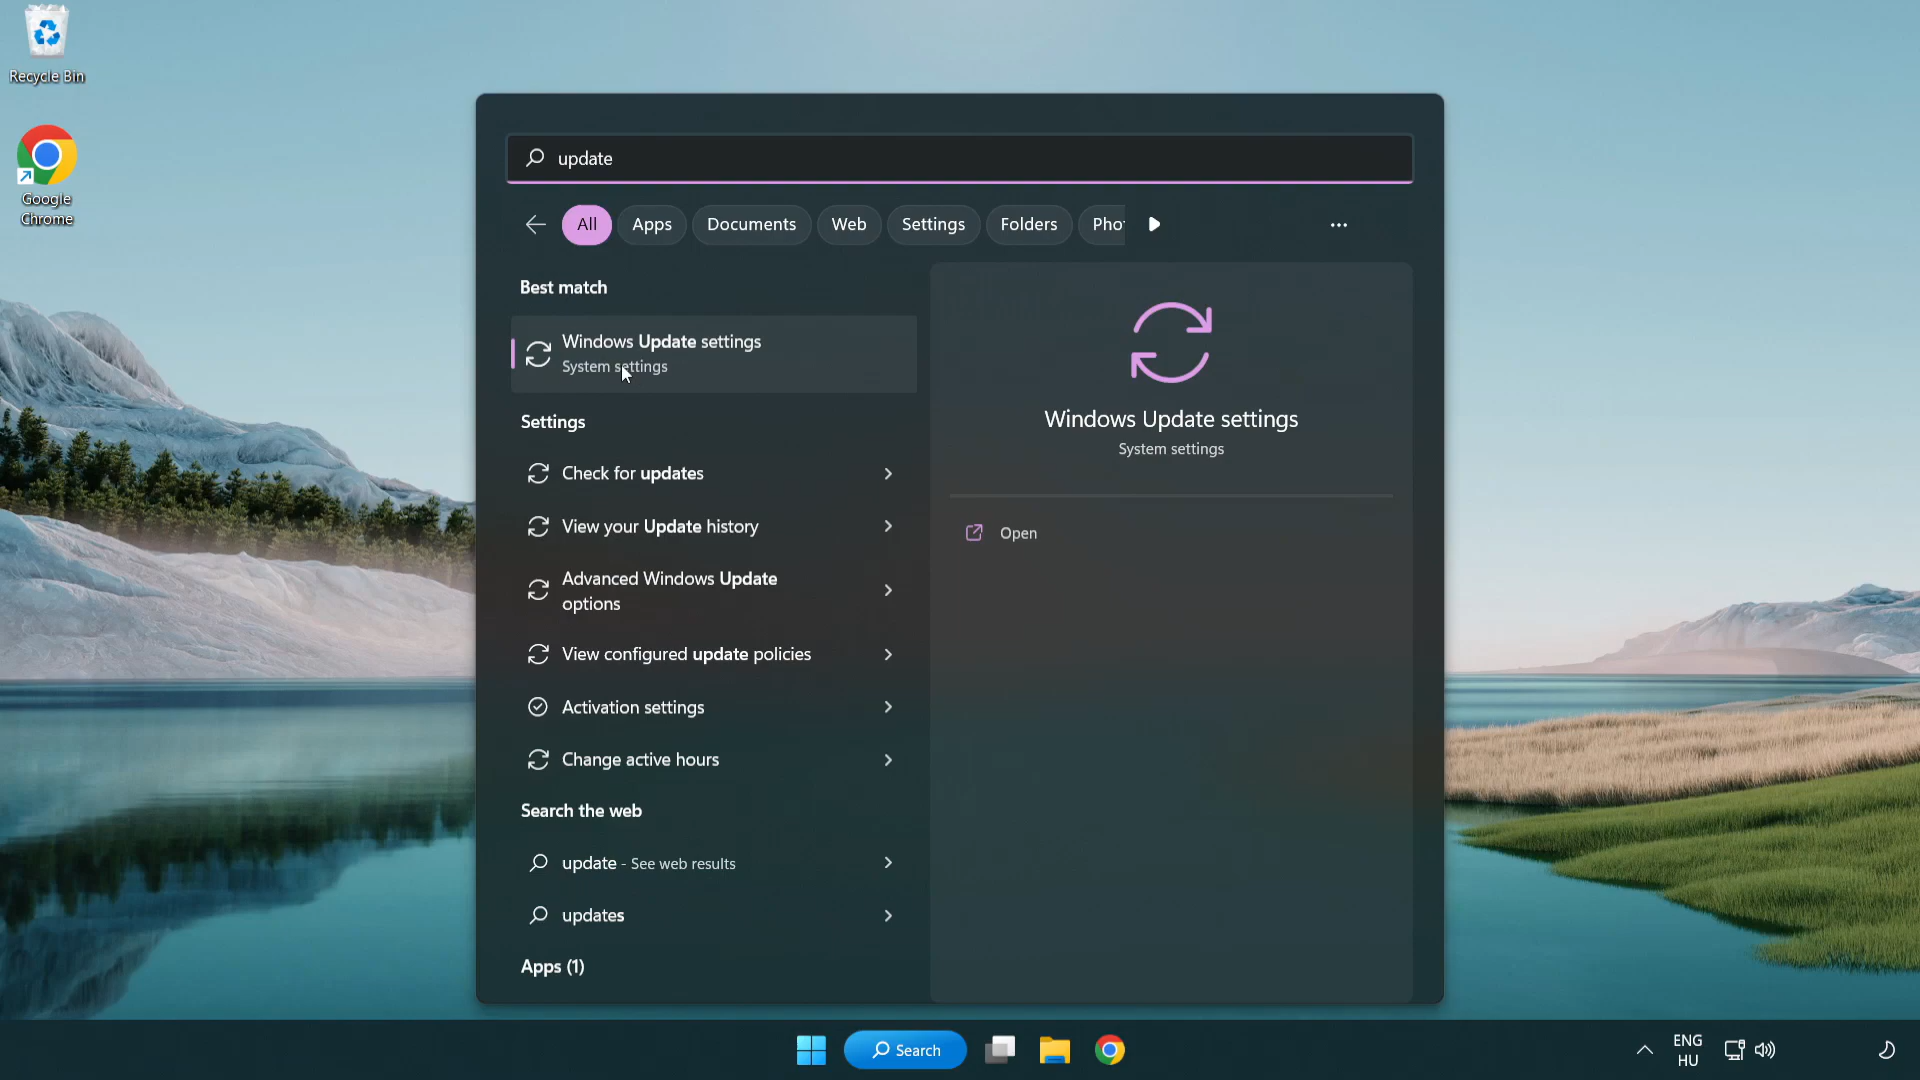 Recycle Bin
Google
Chrome
update
All
Apps
Documents
Web
Settings
Folders
Pho
Best match
Windows Update settings
System settings
Settings
Check for updates
View your Update history
Advanced Windows Update
options
View configured update policies
Activation settings
Change active hours
Search the web
update - See web results
updates
Apps (1)
Windows Update settings
System settings
Open
Search
ENG
HU